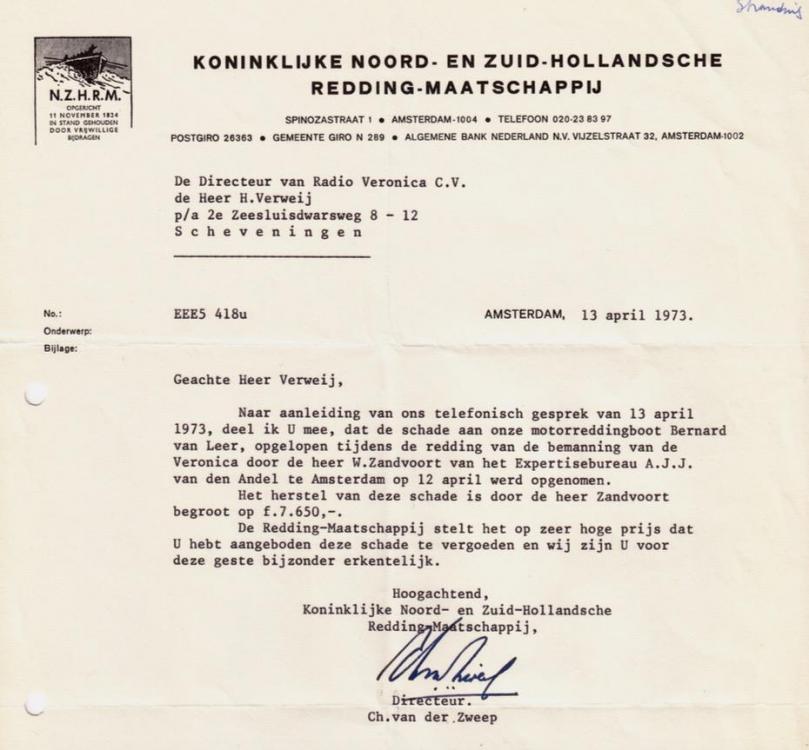 Stranding
KONINKLIJKE NOORD- EN ZUID-HOLLANDSCHE
REDDING-MAATSCHAPPIJ
N.Z.H.R.M.
OPGERICHT
11 NOVEMBER 1824
IN STAND GEHOUDEN
DOOR VRIJWILLIGE
BIJDRAGEN
SPINOZASTRAAT 1 ● AMSTERDAM-1004 ● TELEFOON 020-23 83 97
POSTGIRO 26363 ● GEMEENTE GIRO N 289 ● ALGEMENE BANK NEDERLAND N.V. VIJZELSTRAAT 32, AMSTERDAM-1002
De Directeur van Radio Veronica C.V.
de Heer H.Verweij
p/a 2e Zeesluisdwarsweg 8 - 12
S c h e v e n i n g e n
No.: EEE5 418u AMSTERDAM, 13 april 1973.
Onderwerp:
Bijlage:
Geachte Heer Verweij,
Naar aanleiding van ons telefonisch gesprek van 13 april
1973, deel ik U mee, dat de schade aan onze motorreddingboot Bernard
van Leer, opgelopen tijdens de redding van de bemanning van de
Veronica door de heer W.Zandvoort van het Expertisebureau A.J.J.
van den Andel te Amsterdam op 12 april werd opgenomen.
Het herstel van deze schade is door de heer Zandvoort
begroot op f.7.650,-.
De Redding-Maatschappij stelt het op zeer hoge prijs dat
U hebt aangeboden deze schade te vergoeden en wij zijn U voor
deze geste bijzonder erkentelijk.
Hoogachtend,
Koninklijke Noord- en Zuid-Hollandsche
Redding-Maatschappij,
Directeur.
Ch.van der Zweep